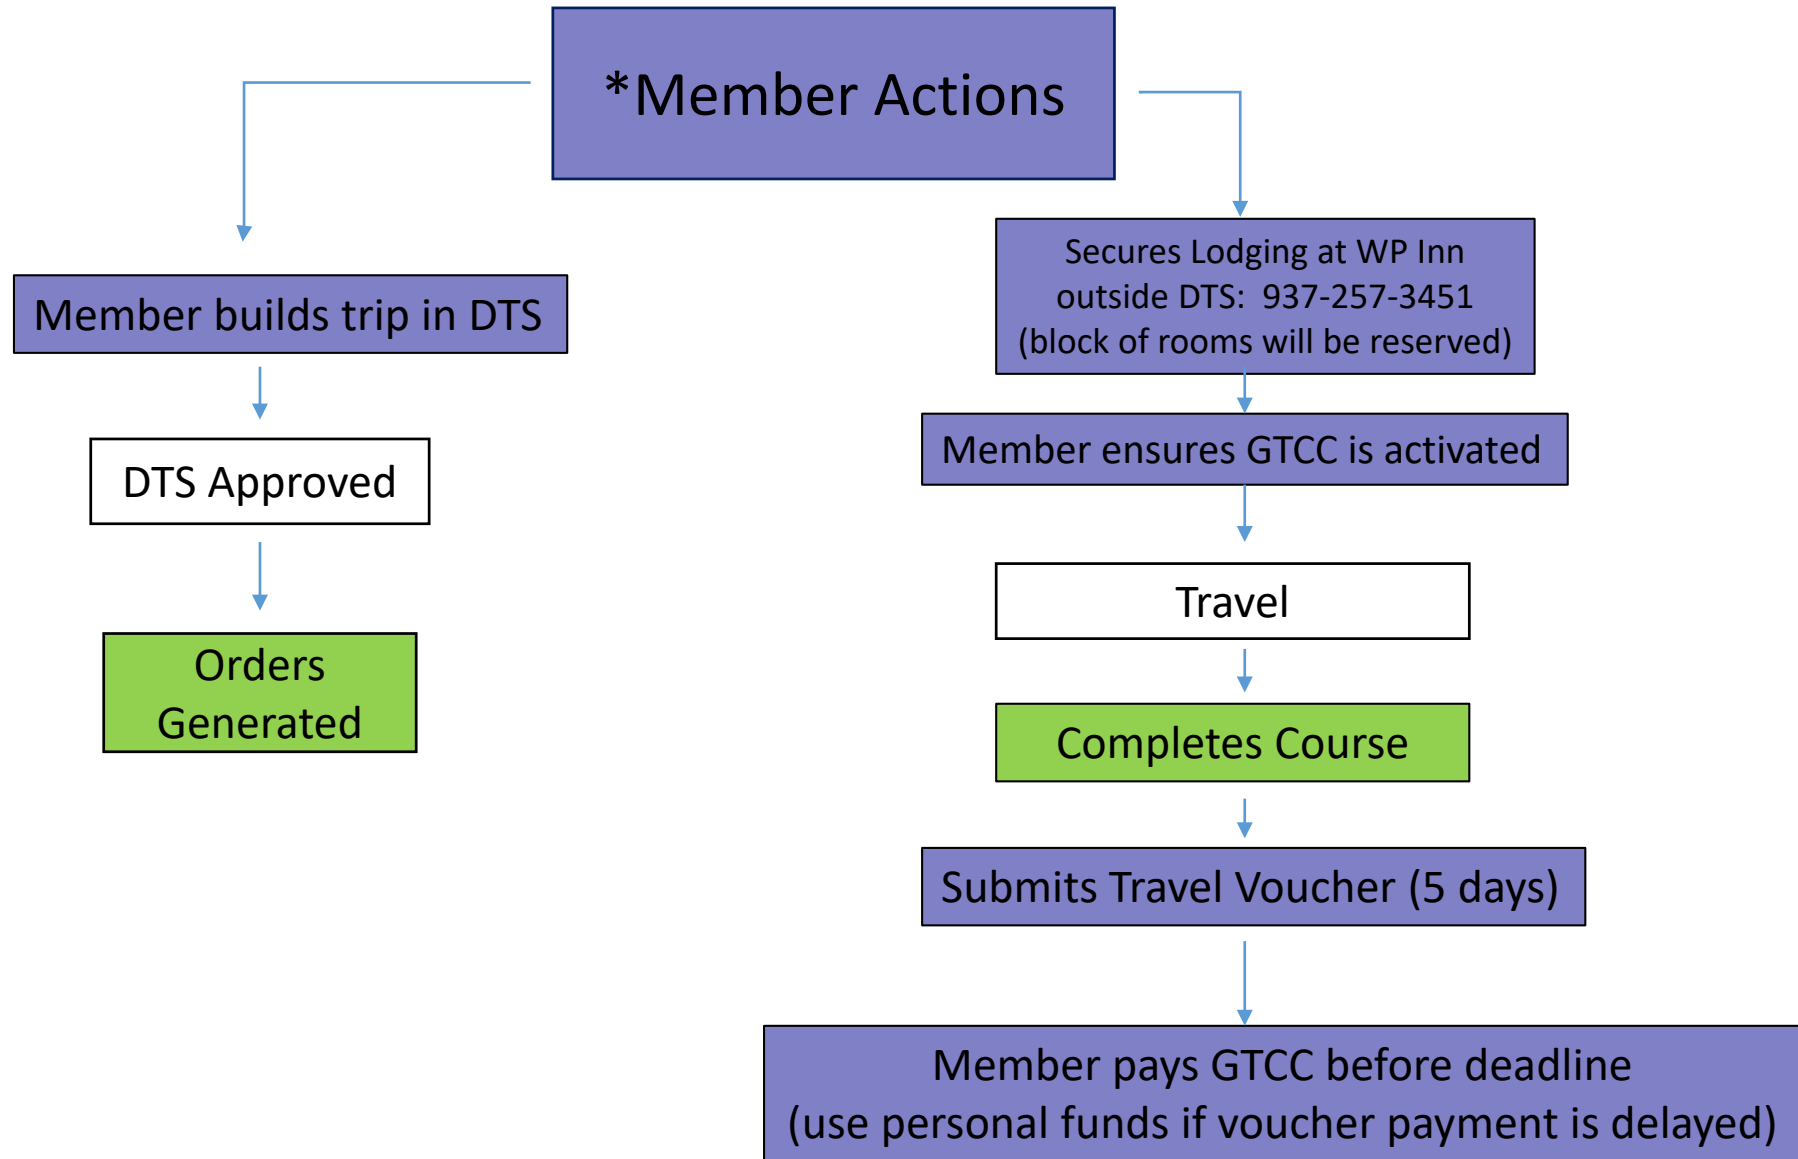 *Member Actions
Member builds trip in DTS
DTS Approved
Orders
Generated
Secures Lodging at WP Inn
outside DTS:  937-257-3451
(block of rooms will be reserved)
Member ensures GTCC is activated
Travel
Completes Course
Submits Travel Voucher (5 days)
Member pays GTCC before deadline
(use personal funds if voucher payment is delayed)